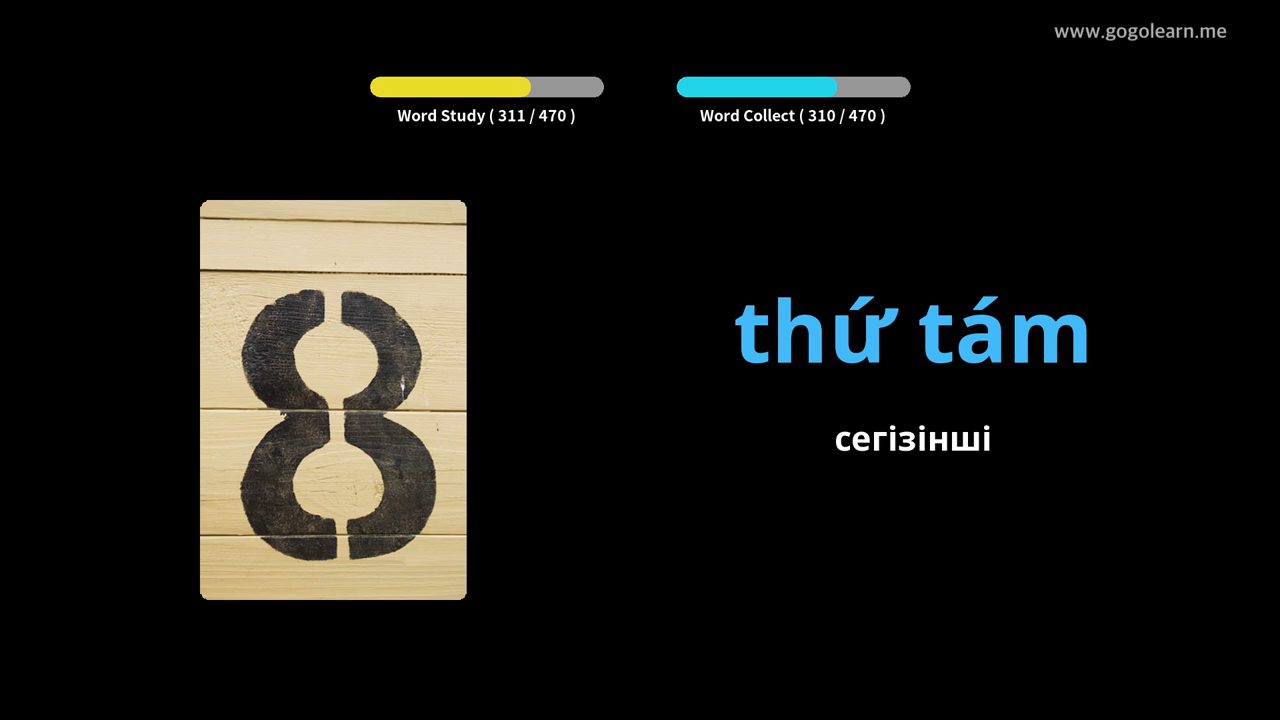 www.gogolearn.me
Word Study ( 311 / 470 )
Word Collect ( 310 / 470 )
8
thứ tám
сегізінші